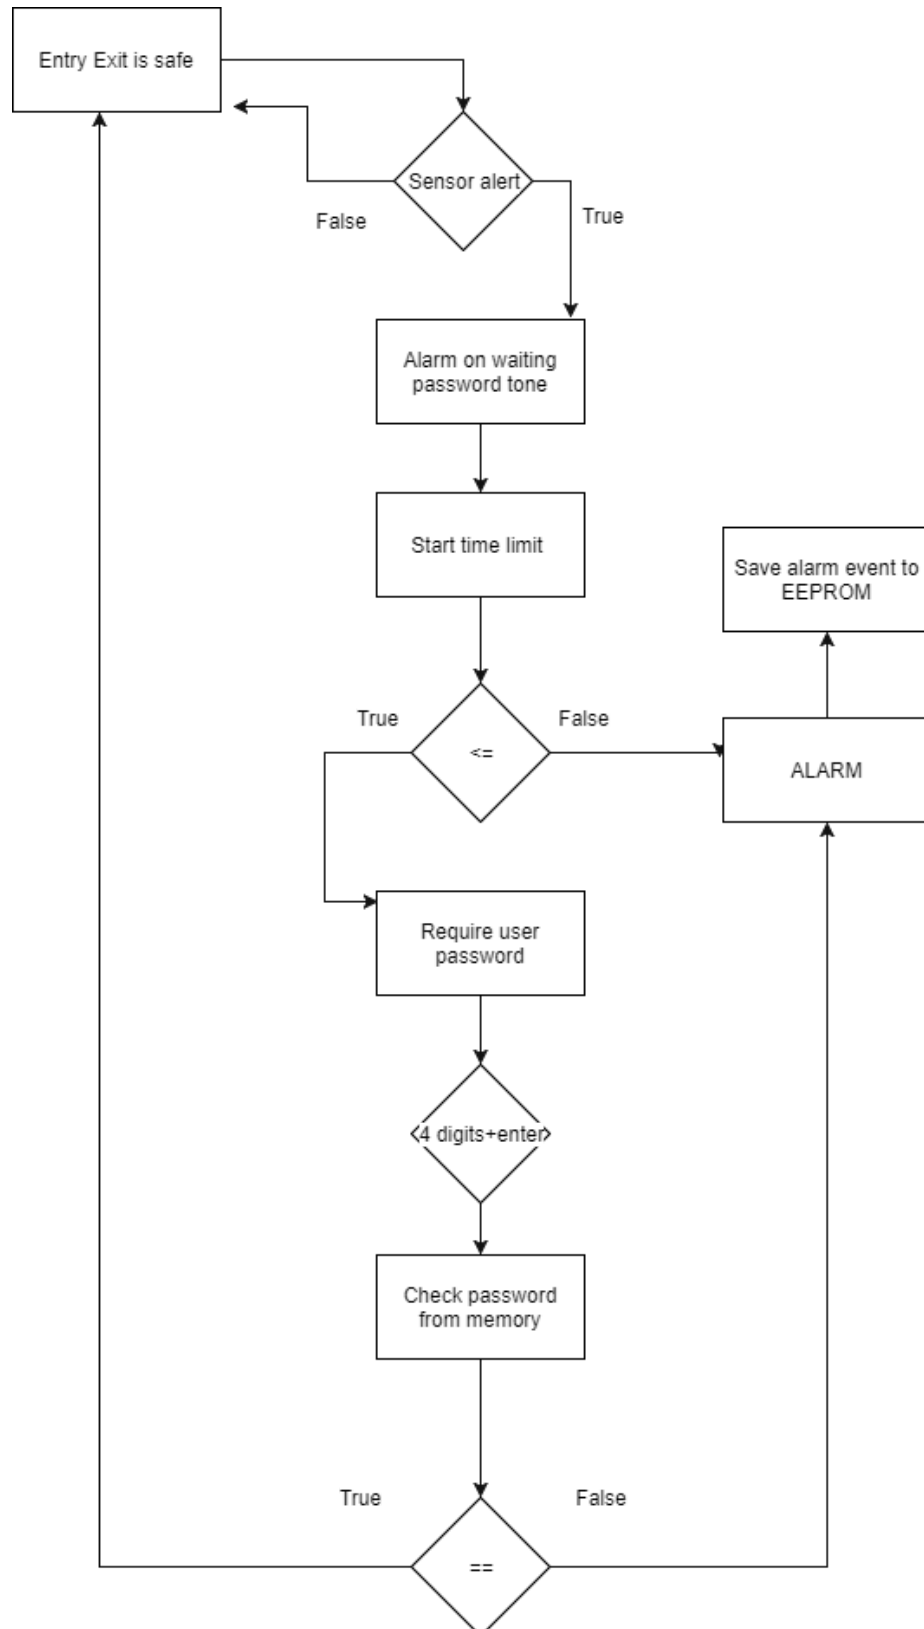 Entry Exit is safe
Sensor alert
False
True
Alarm on waiting
password tone
Start time limit
Save alarm event to
EEPROM
True
False
<=
ALARM
Require user
password
4 digits+enter
Check password
from memory
True
False
==